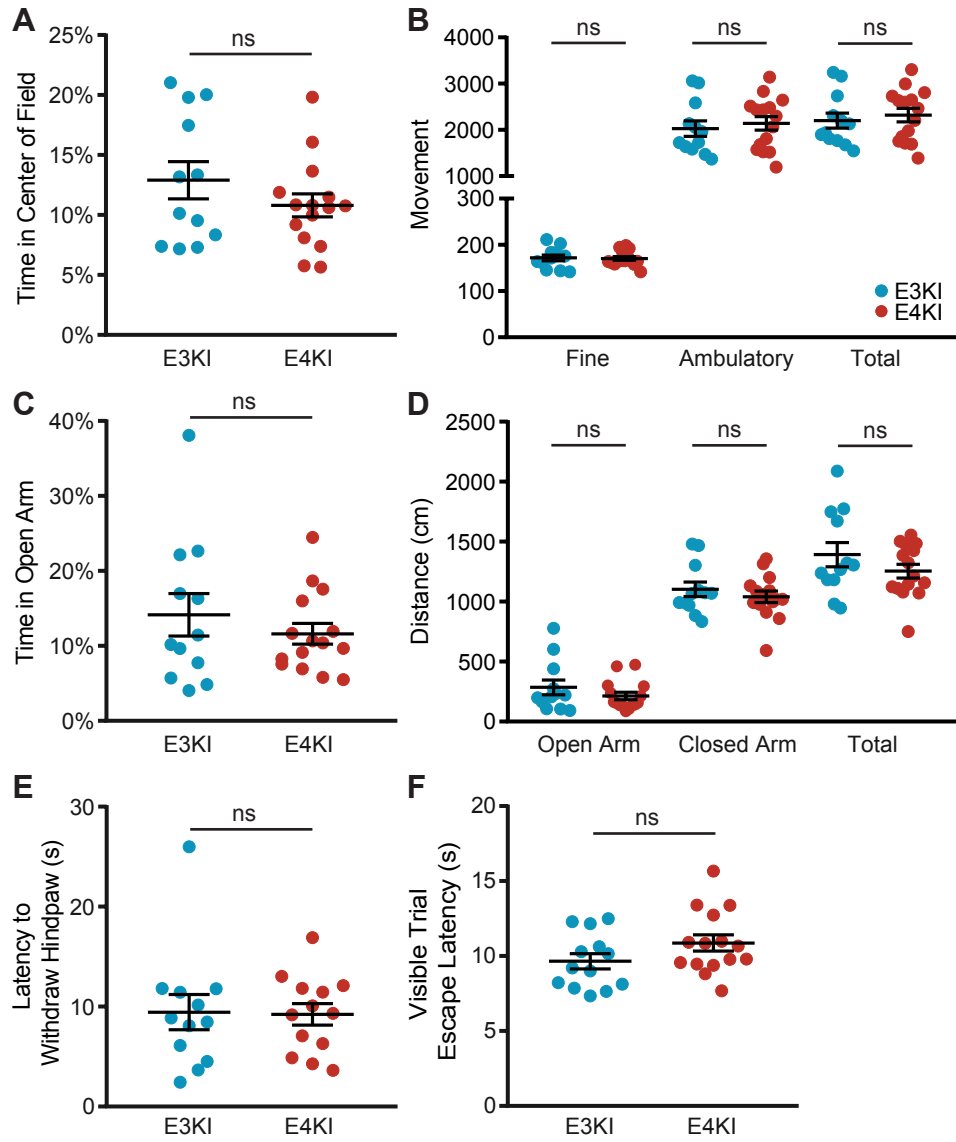 A
Time in Center of Field
25%
20%
15%
10%
5%
0%
ns
E3KI
E4KI
B
Movement
4000
3000
2000
1000
300
200
100
0
ns
ns
ns
E3KI
E4KI
Fine
Ambulatory
Total
C
Time in Open Arm
40%
30%
20%
10%
0%
ns
E3KI
E4KI
D
Distance (cm)
2500
2000
1500
1000
500
0
ns
ns
ns
Open Arm
Closed Arm
Total
E
Latency to
Withdraw Hindpaw (s)
30
20
10
0
ns
E3KI
E4KI
F
Visible Trial
Escape Latency (s)
20
15
10
5
0
ns
E3KI
E4KI